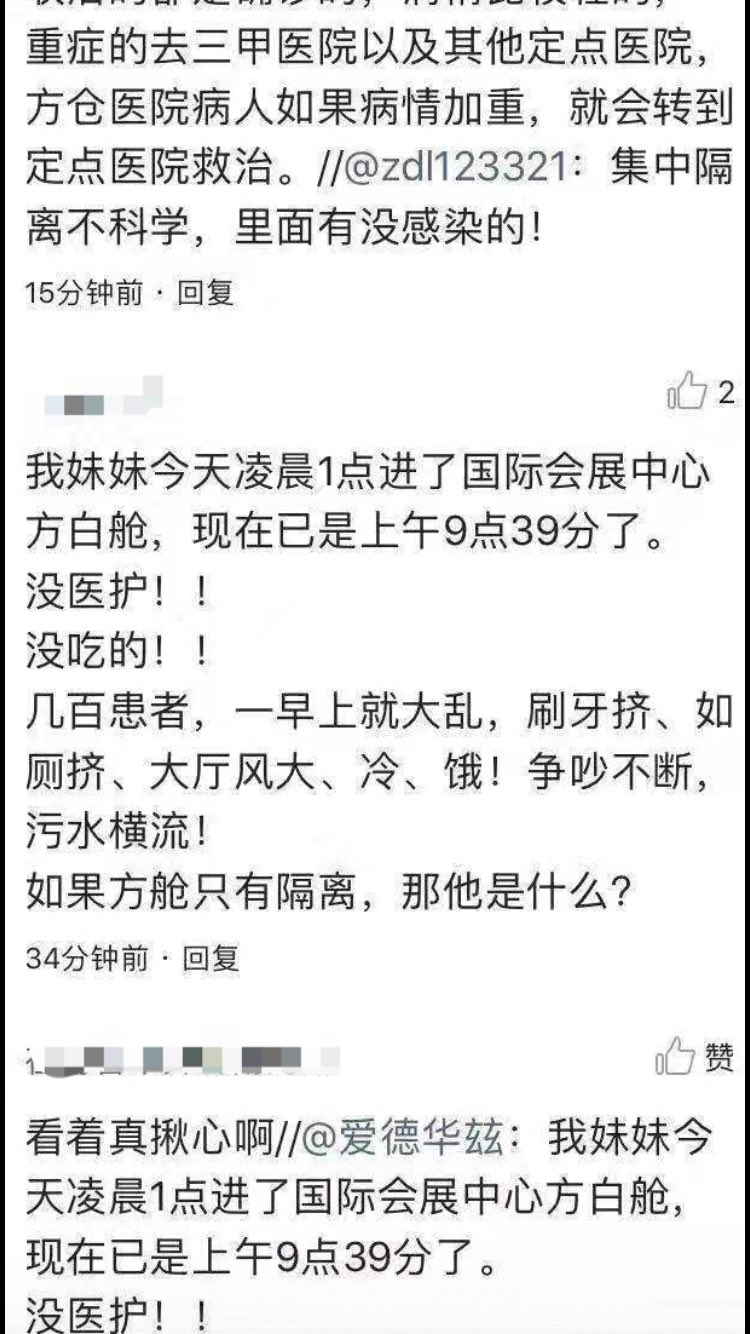 重症的去三甲医院以及其他定点医院，
方仓医院病人如果病情加重，就会转到
定点医院救治。//@zdl123321：集中隔
离不科学，里面有没感染的！
15分钟前 · 回复
2
我妹妹今天凌晨1点进了国际会展中心
方白舱，现在已是上午9点39分了。
没医护！！
没吃的！！
几百患者，一早上就大乱，刷牙挤、如
厕挤、大厅风大、冷、饿！争吵不断，
污水横流！
如果方舱只有隔离，那他是什么？
34分钟前 · 回复
赞
看着真揪心啊//@爱德华兹：我妹妹今
天凌晨1点进了国际会展中心方白舱，
现在已是上午9点39分了。
没医护！！